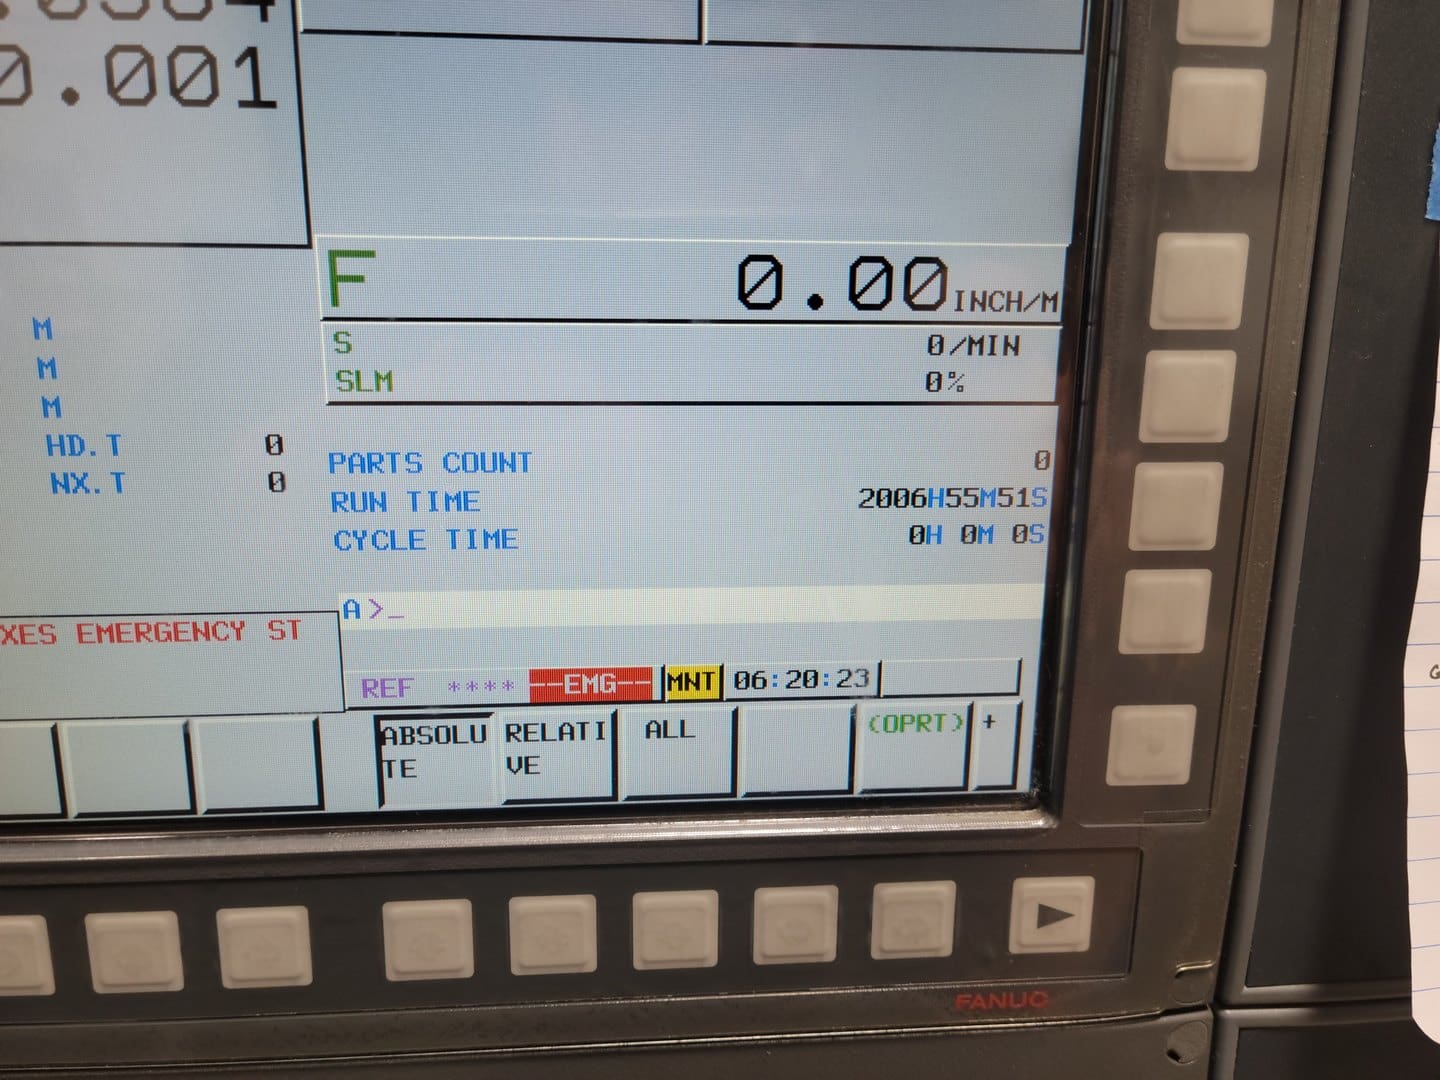 0.001
F 0.00 INCH/M
S 0/MIN
SLM 0%
M
M
M
HD.T 0
NX.T 0
PARTS COUNT 0
RUN TIME 2006H55M51S
CYCLE TIME 0H 0M 0S
A>_
XES EMERGENCY ST
REF **** --EMG-- MNT 06:20:23
ABSOLU
TE
RELATI
VE
ALL
(OPRT)
+
FANUC